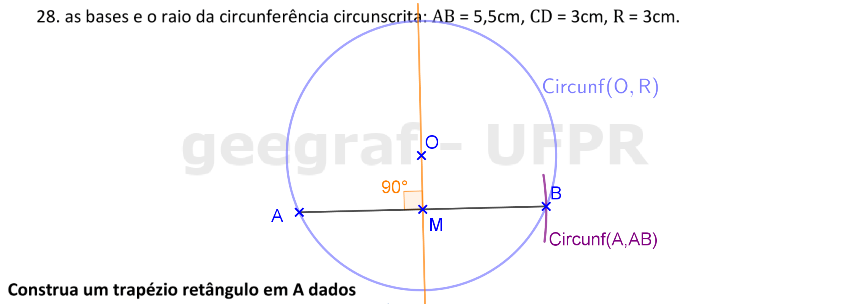 28. as bases e o raio da circunferência circunscrita: AB = 5,5cm, CD = 3cm, R = 3cm.
Circunf(O, R)
geegraf - UFPR
O
90°
B
A
M
Circunf(A,AB)
Construa um trapézio retângulo em A dados